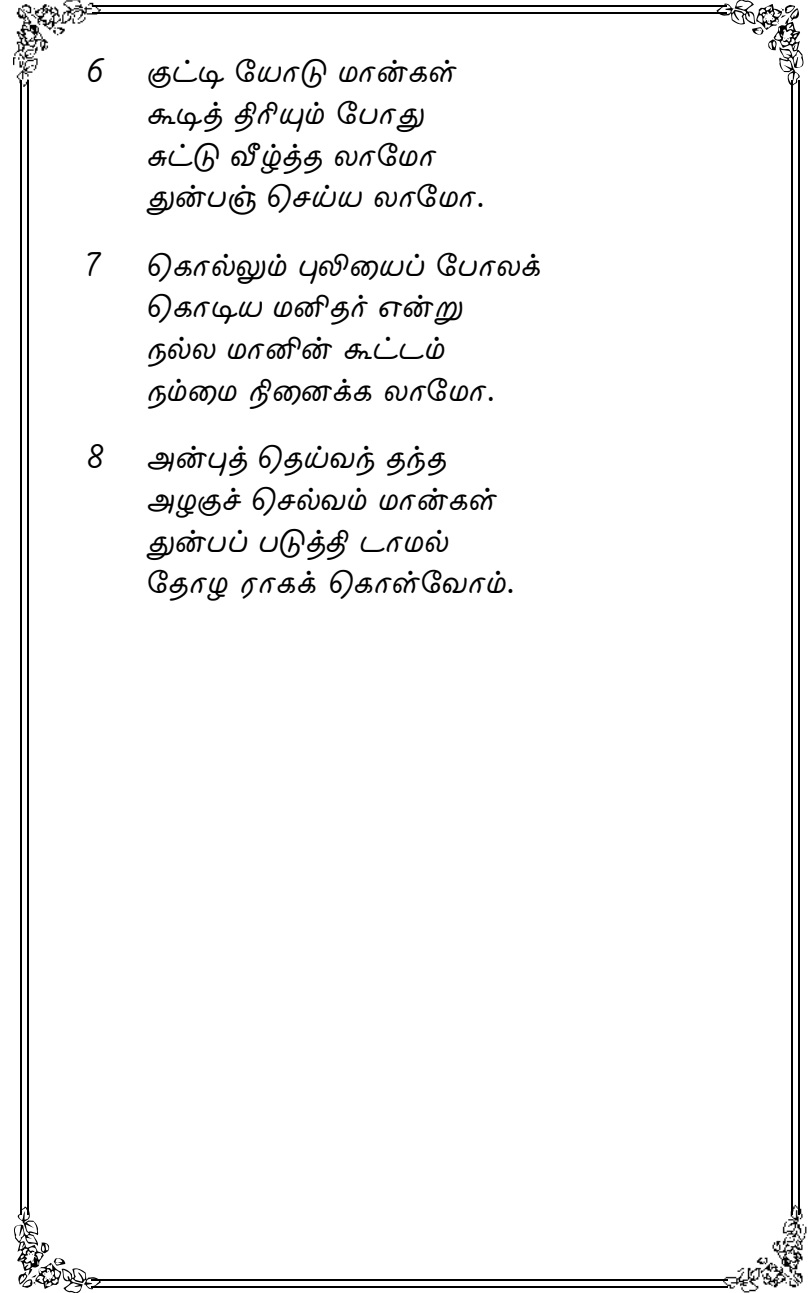 6 குட்டி யோடு மான்கள்
கூடித் திரியும் போது
சுட்டு வீழ்த்த லாமோ
துன்பஞ் செய்ய லாமோ.
7 கொல்லும் புலியைப் போலக்
கொடிய மனிதர் என்று
நல்ல மானின் கூட்டம்
நம்மை நினைக்க லாமோ.
8 அன்புத் தெய்வந் தந்த
அழகுச் செல்வம் மான்கள்
துன்பப் படுத்தி டாமல்
தோழ ராகக் கொள்வோம்.